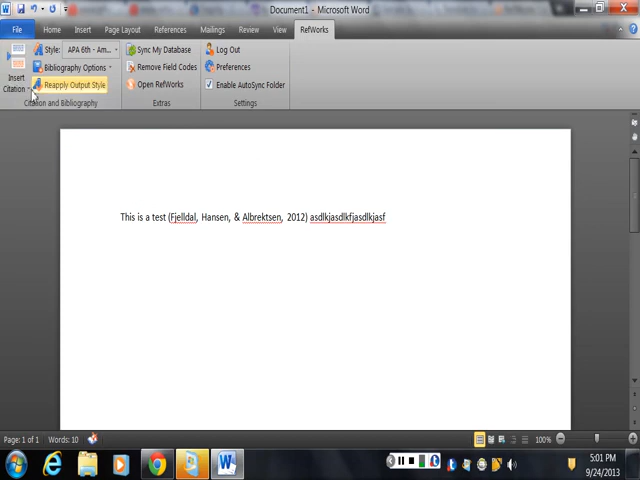 Document1 - Microsoft Word
File Home Insert Page Layout References Mailings Review View RefWorks
Style: APA 6th - Am... Sync My Database Log Out
Insert Citation Bibliography Options Remove Field Codes Preferences
Reapply Output Style Open RefWorks Enable AutoSync Folder
Citation and Bibliography Extras Settings
This is a test (Fjelldal, Hansen, & Albrektsen, 2012) asdlkjasdlkfjasdlkjasf
Page: 1 of 1 Words: 10 100%
5:01 PM
9/24/2013